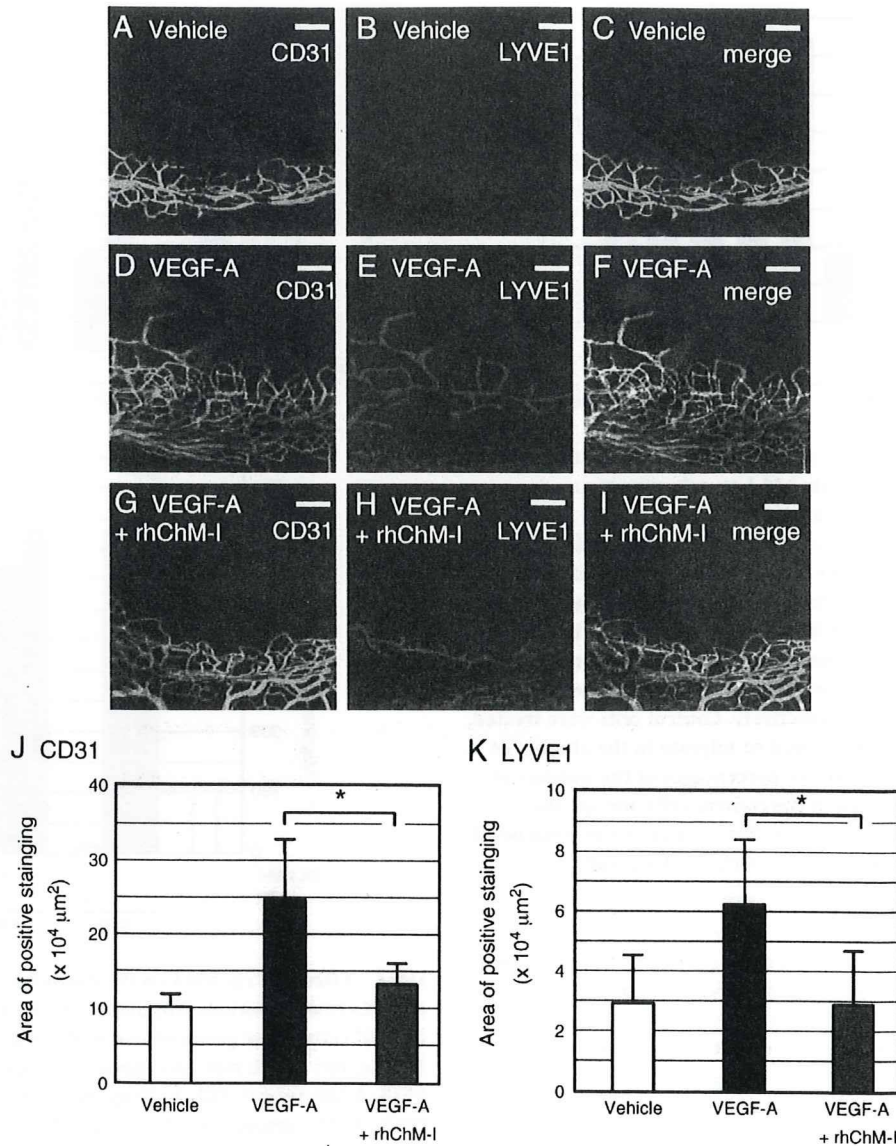 A Vehicle CD31
B Vehicle LYVE1
C Vehicle merge
D VEGF-A CD31
E VEGF-A LYVE1
F VEGF-A merge
G VEGF-A
+ rhChM-I CD31
H VEGF-A
+ rhChM-I LYVE1
I VEGF-A
+ rhChM-I merge
J CD31
Area of positive stainging
(x 10⁴ µm²)
40
30
20
10
0
*
Vehicle
VEGF-A
VEGF-A
+ rhChM-I
K LYVE1
Area of positive stainging
(x 10⁴ µm²)
10
8
6
4
2
0
*
Vehicle
VEGF-A
VEGF-A
+ rhChM-I